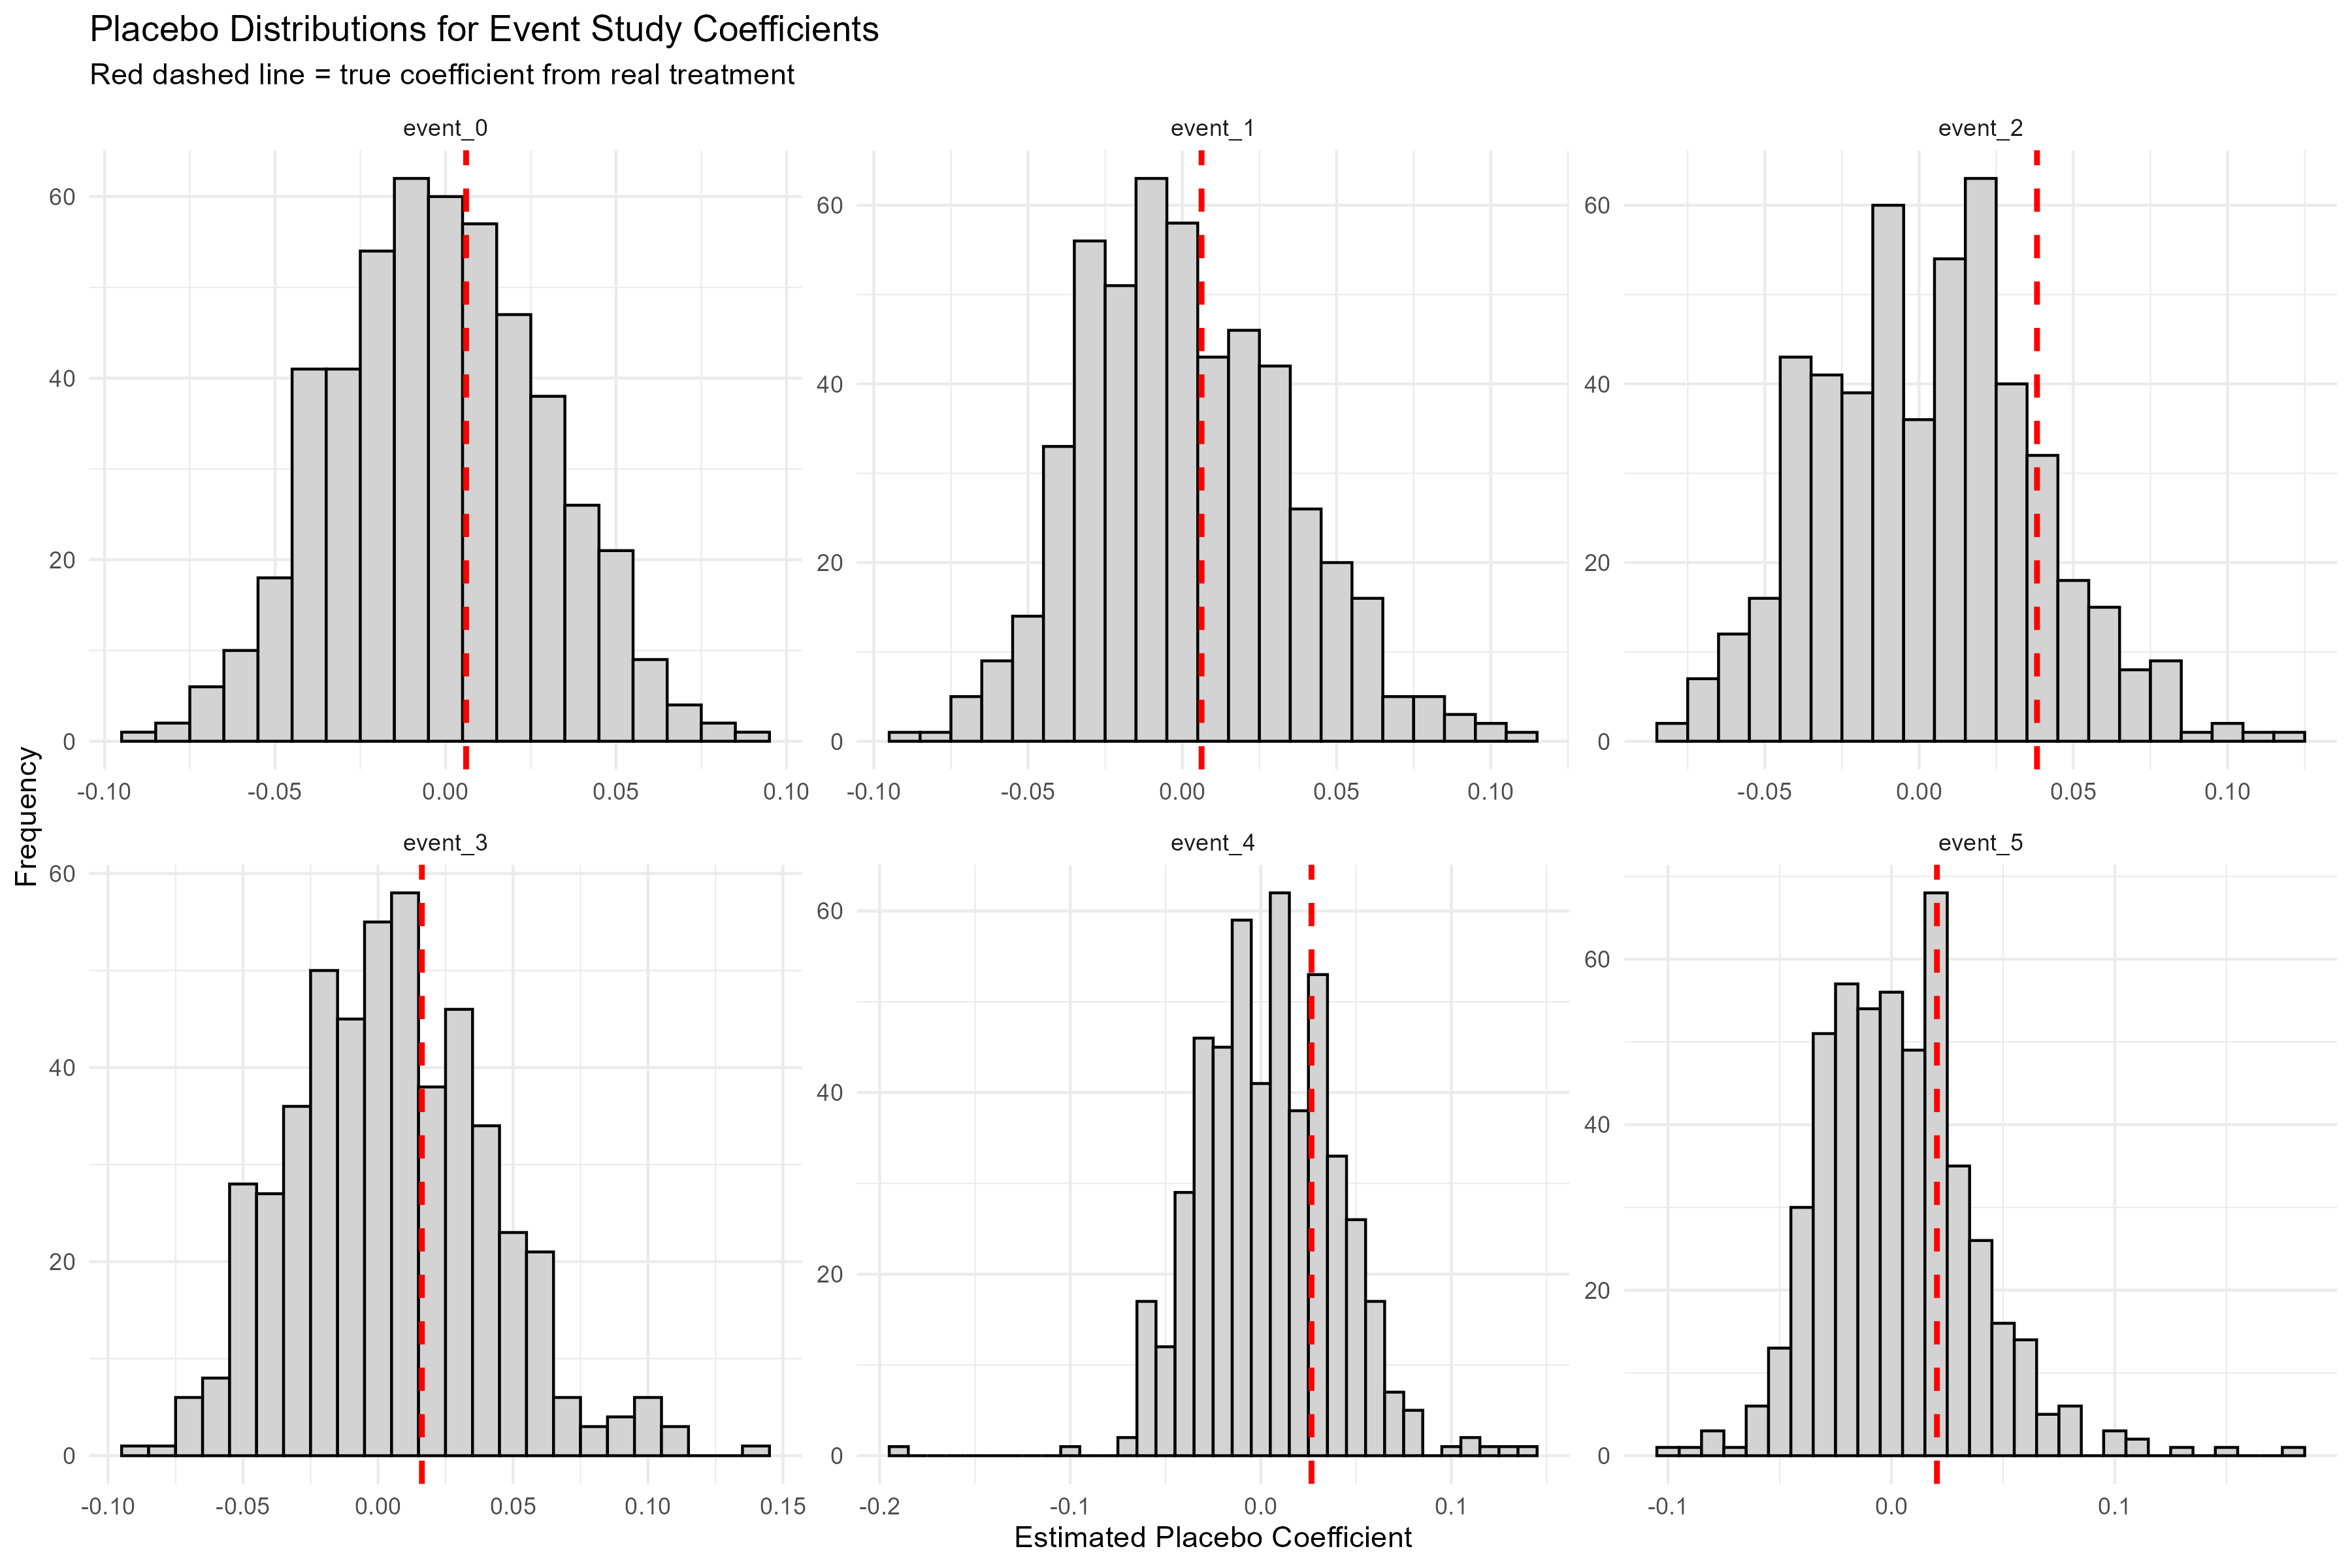 Placebo Distributions for Event Study Coefficients
Red dashed line = true coefficient from real treatment
event_0
event_1
event_2
60
40
20
0
60
40
20
0
60
40
20
0
-0.10 -0.05 0.00 0.05 0.10
-0.10 -0.05 0.00 0.05 0.10
-0.05 0.00 0.05 0.10
Frequency
event_3
event_4
event_5
60
40
20
0
60
40
20
0
60
40
20
0
-0.10 -0.05 0.00 0.05 0.10 0.15
-0.2 -0.1 0.0 0.1
-0.1 0.0 0.1
Estimated Placebo Coefficient